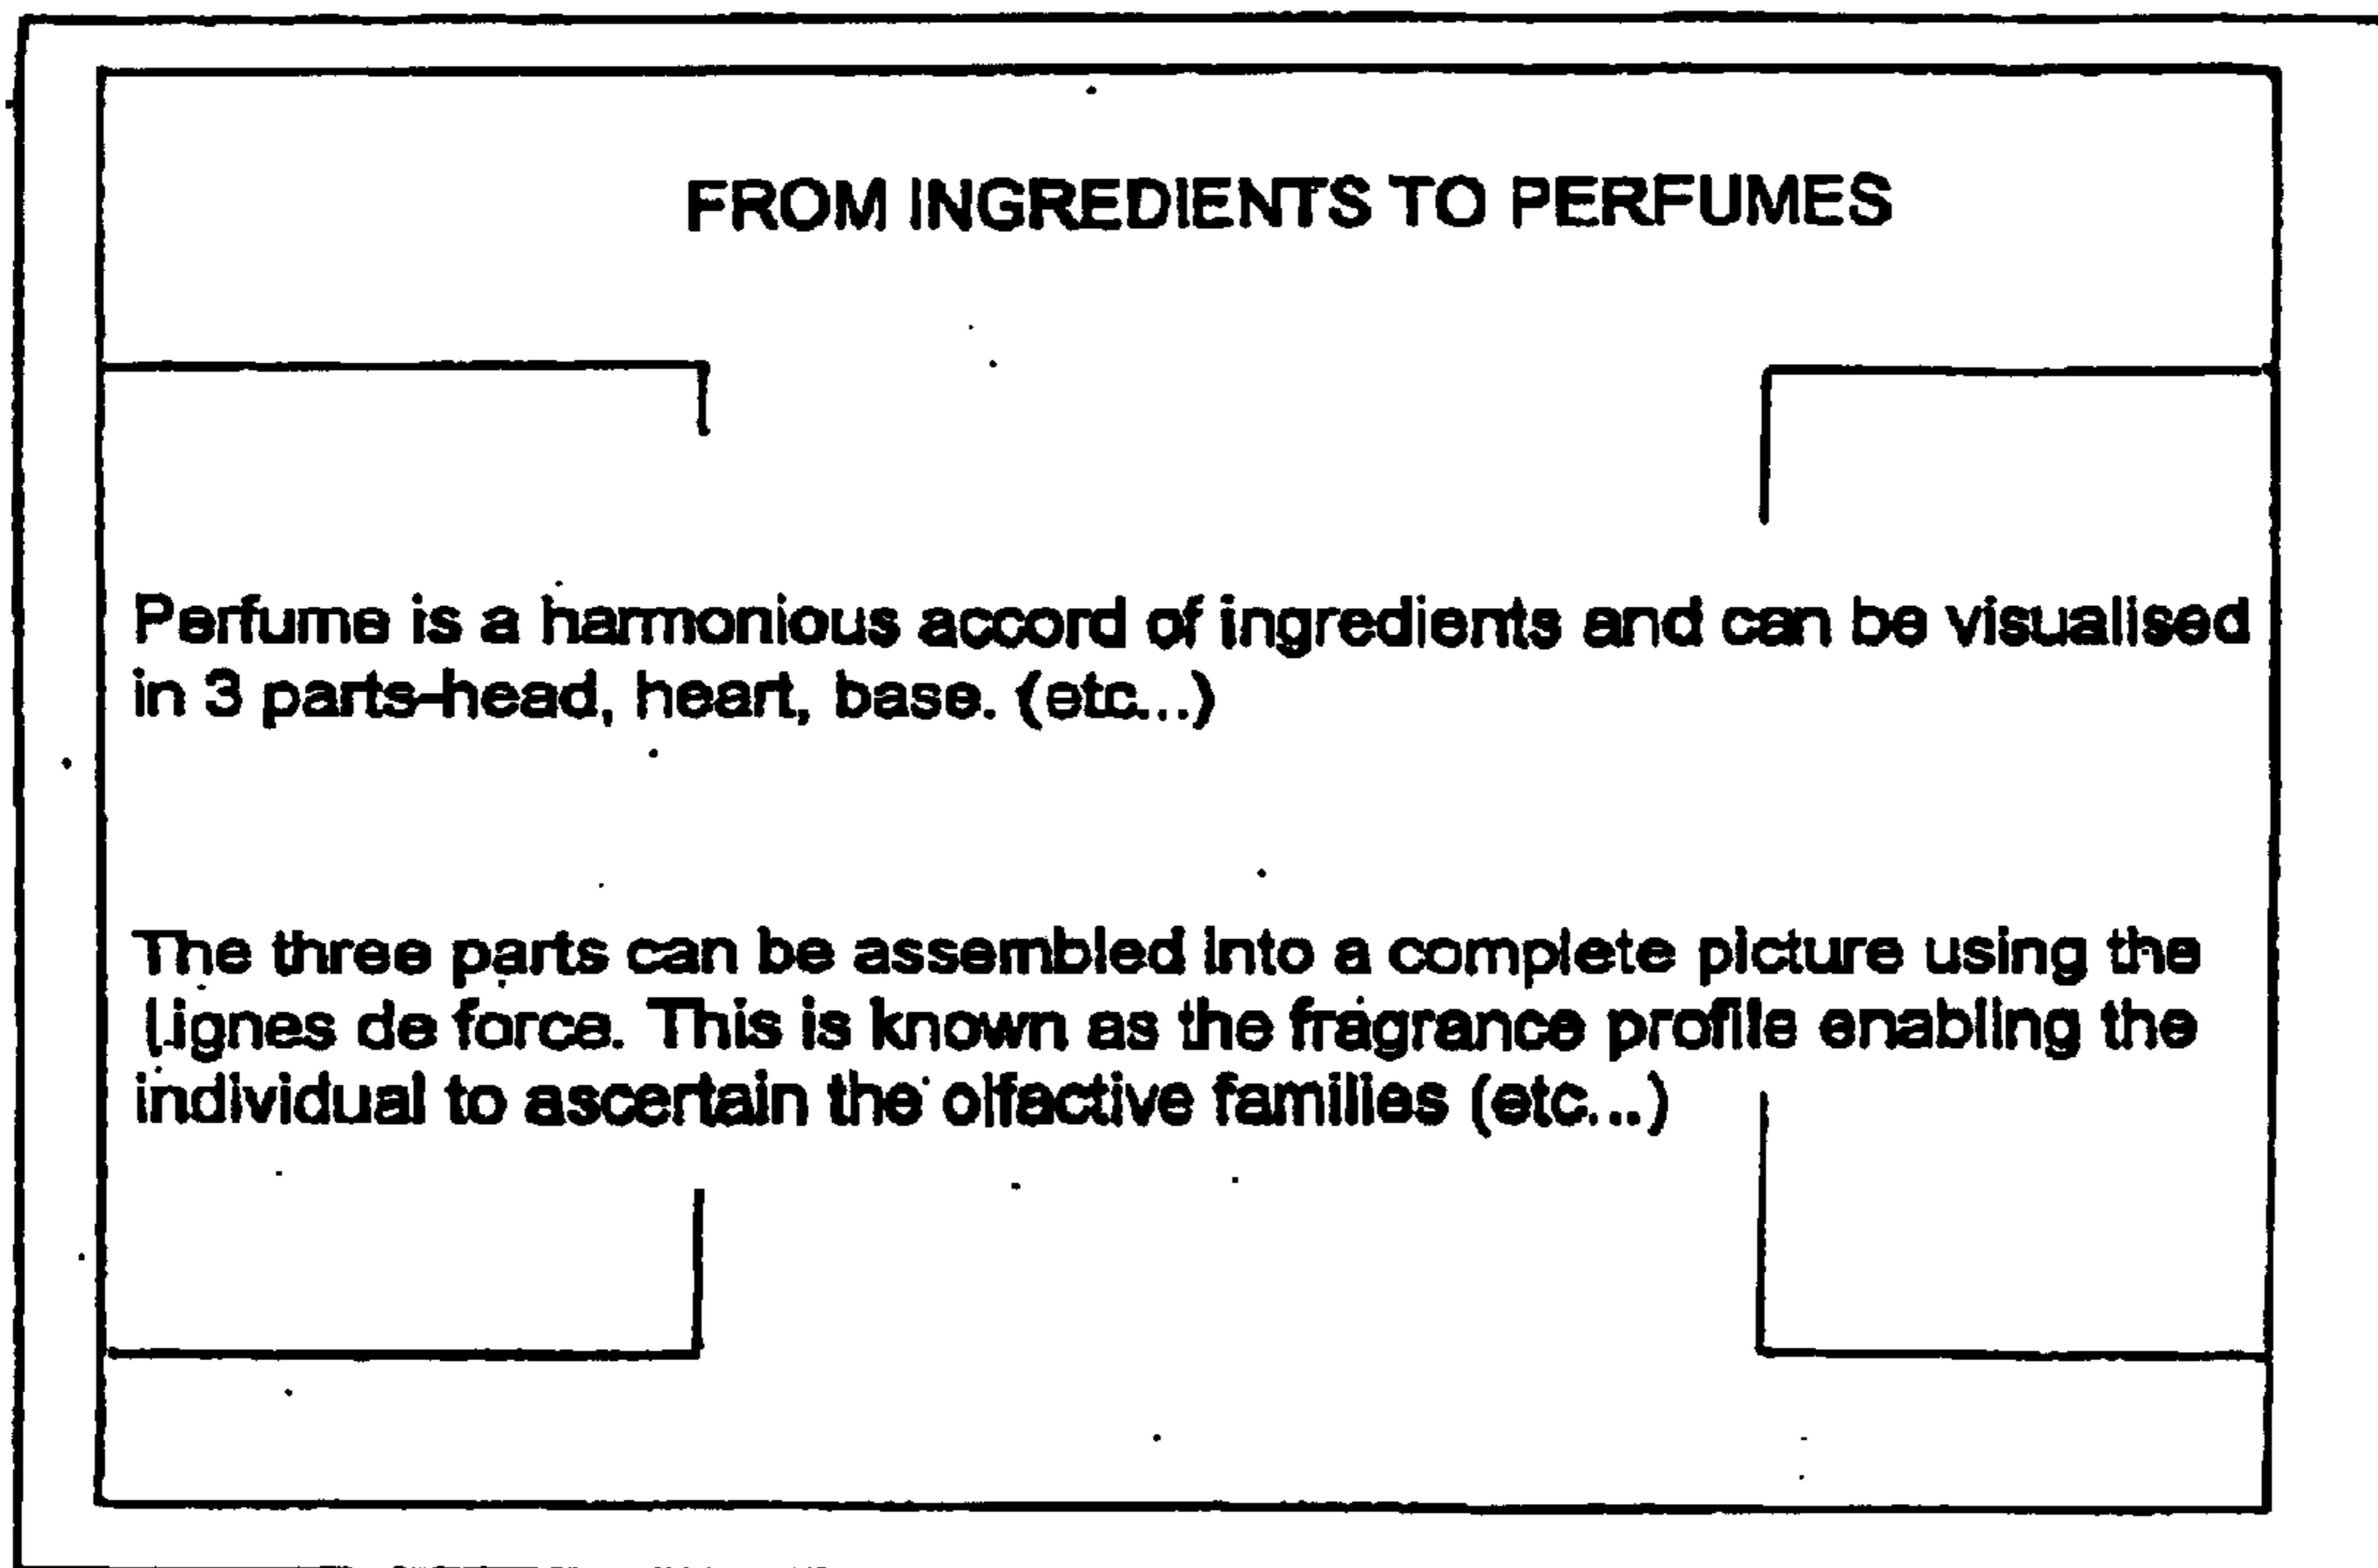 FROM INGREDIENTS TO PERFUMES
Perfume is a harmonious accord of ingredients and can be visualised
in 3 parts-head, heart, base. (etc...)
The three parts can be assembled into a complete picture using the
lignes de force. This is known as the fragrance profile enabling the
individual to ascertain the olfactive families (etc...)